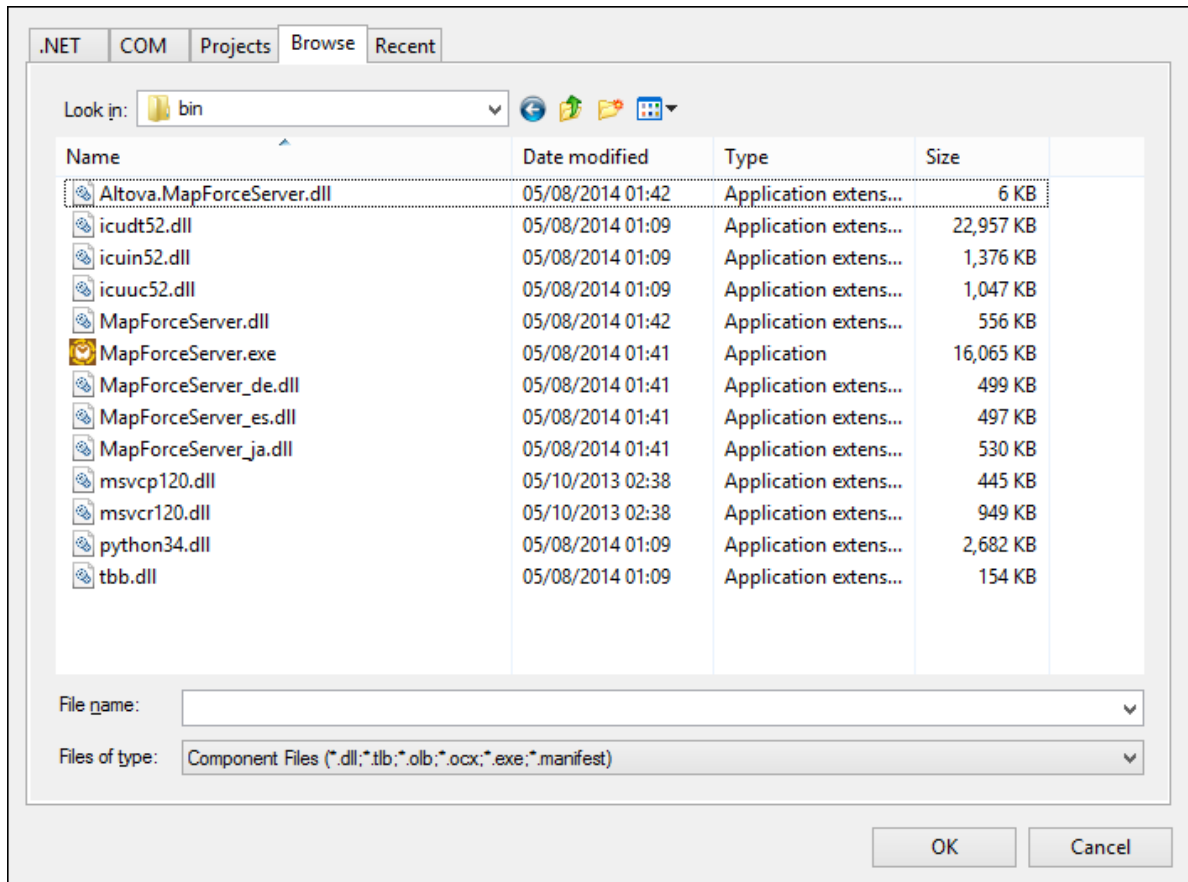 .NET COM Projects Browse Recent
Look in: bin
Name Date modified Type Size
Altova.MapForceServer.dll 05/08/2014 01:42 Application extens... 6 KB
icudt52.dll 05/08/2014 01:09 Application extens... 22,957 KB
icuin52.dll 05/08/2014 01:09 Application extens... 1,376 KB
icuuc52.dll 05/08/2014 01:09 Application extens... 1,047 KB
MapForceServer.dll 05/08/2014 01:42 Application extens... 556 KB
MapForceServer.exe 05/08/2014 01:41 Application 16,065 KB
MapForceServer_de.dll 05/08/2014 01:41 Application extens... 499 KB
MapForceServer_es.dll 05/08/2014 01:41 Application extens... 497 KB
MapForceServer_ja.dll 05/08/2014 01:41 Application extens... 530 KB
msvcp120.dll 05/10/2013 02:38 Application extens... 445 KB
msvcr120.dll 05/10/2013 02:38 Application extens... 949 KB
python34.dll 05/08/2014 01:09 Application extens... 2,682 KB
tbb.dll 05/08/2014 01:09 Application extens... 154 KB
File name:
Files of type: Component Files (*.dll;*.tlb;*.olb;*.ocx;*.exe;*.manifest)
OK Cancel